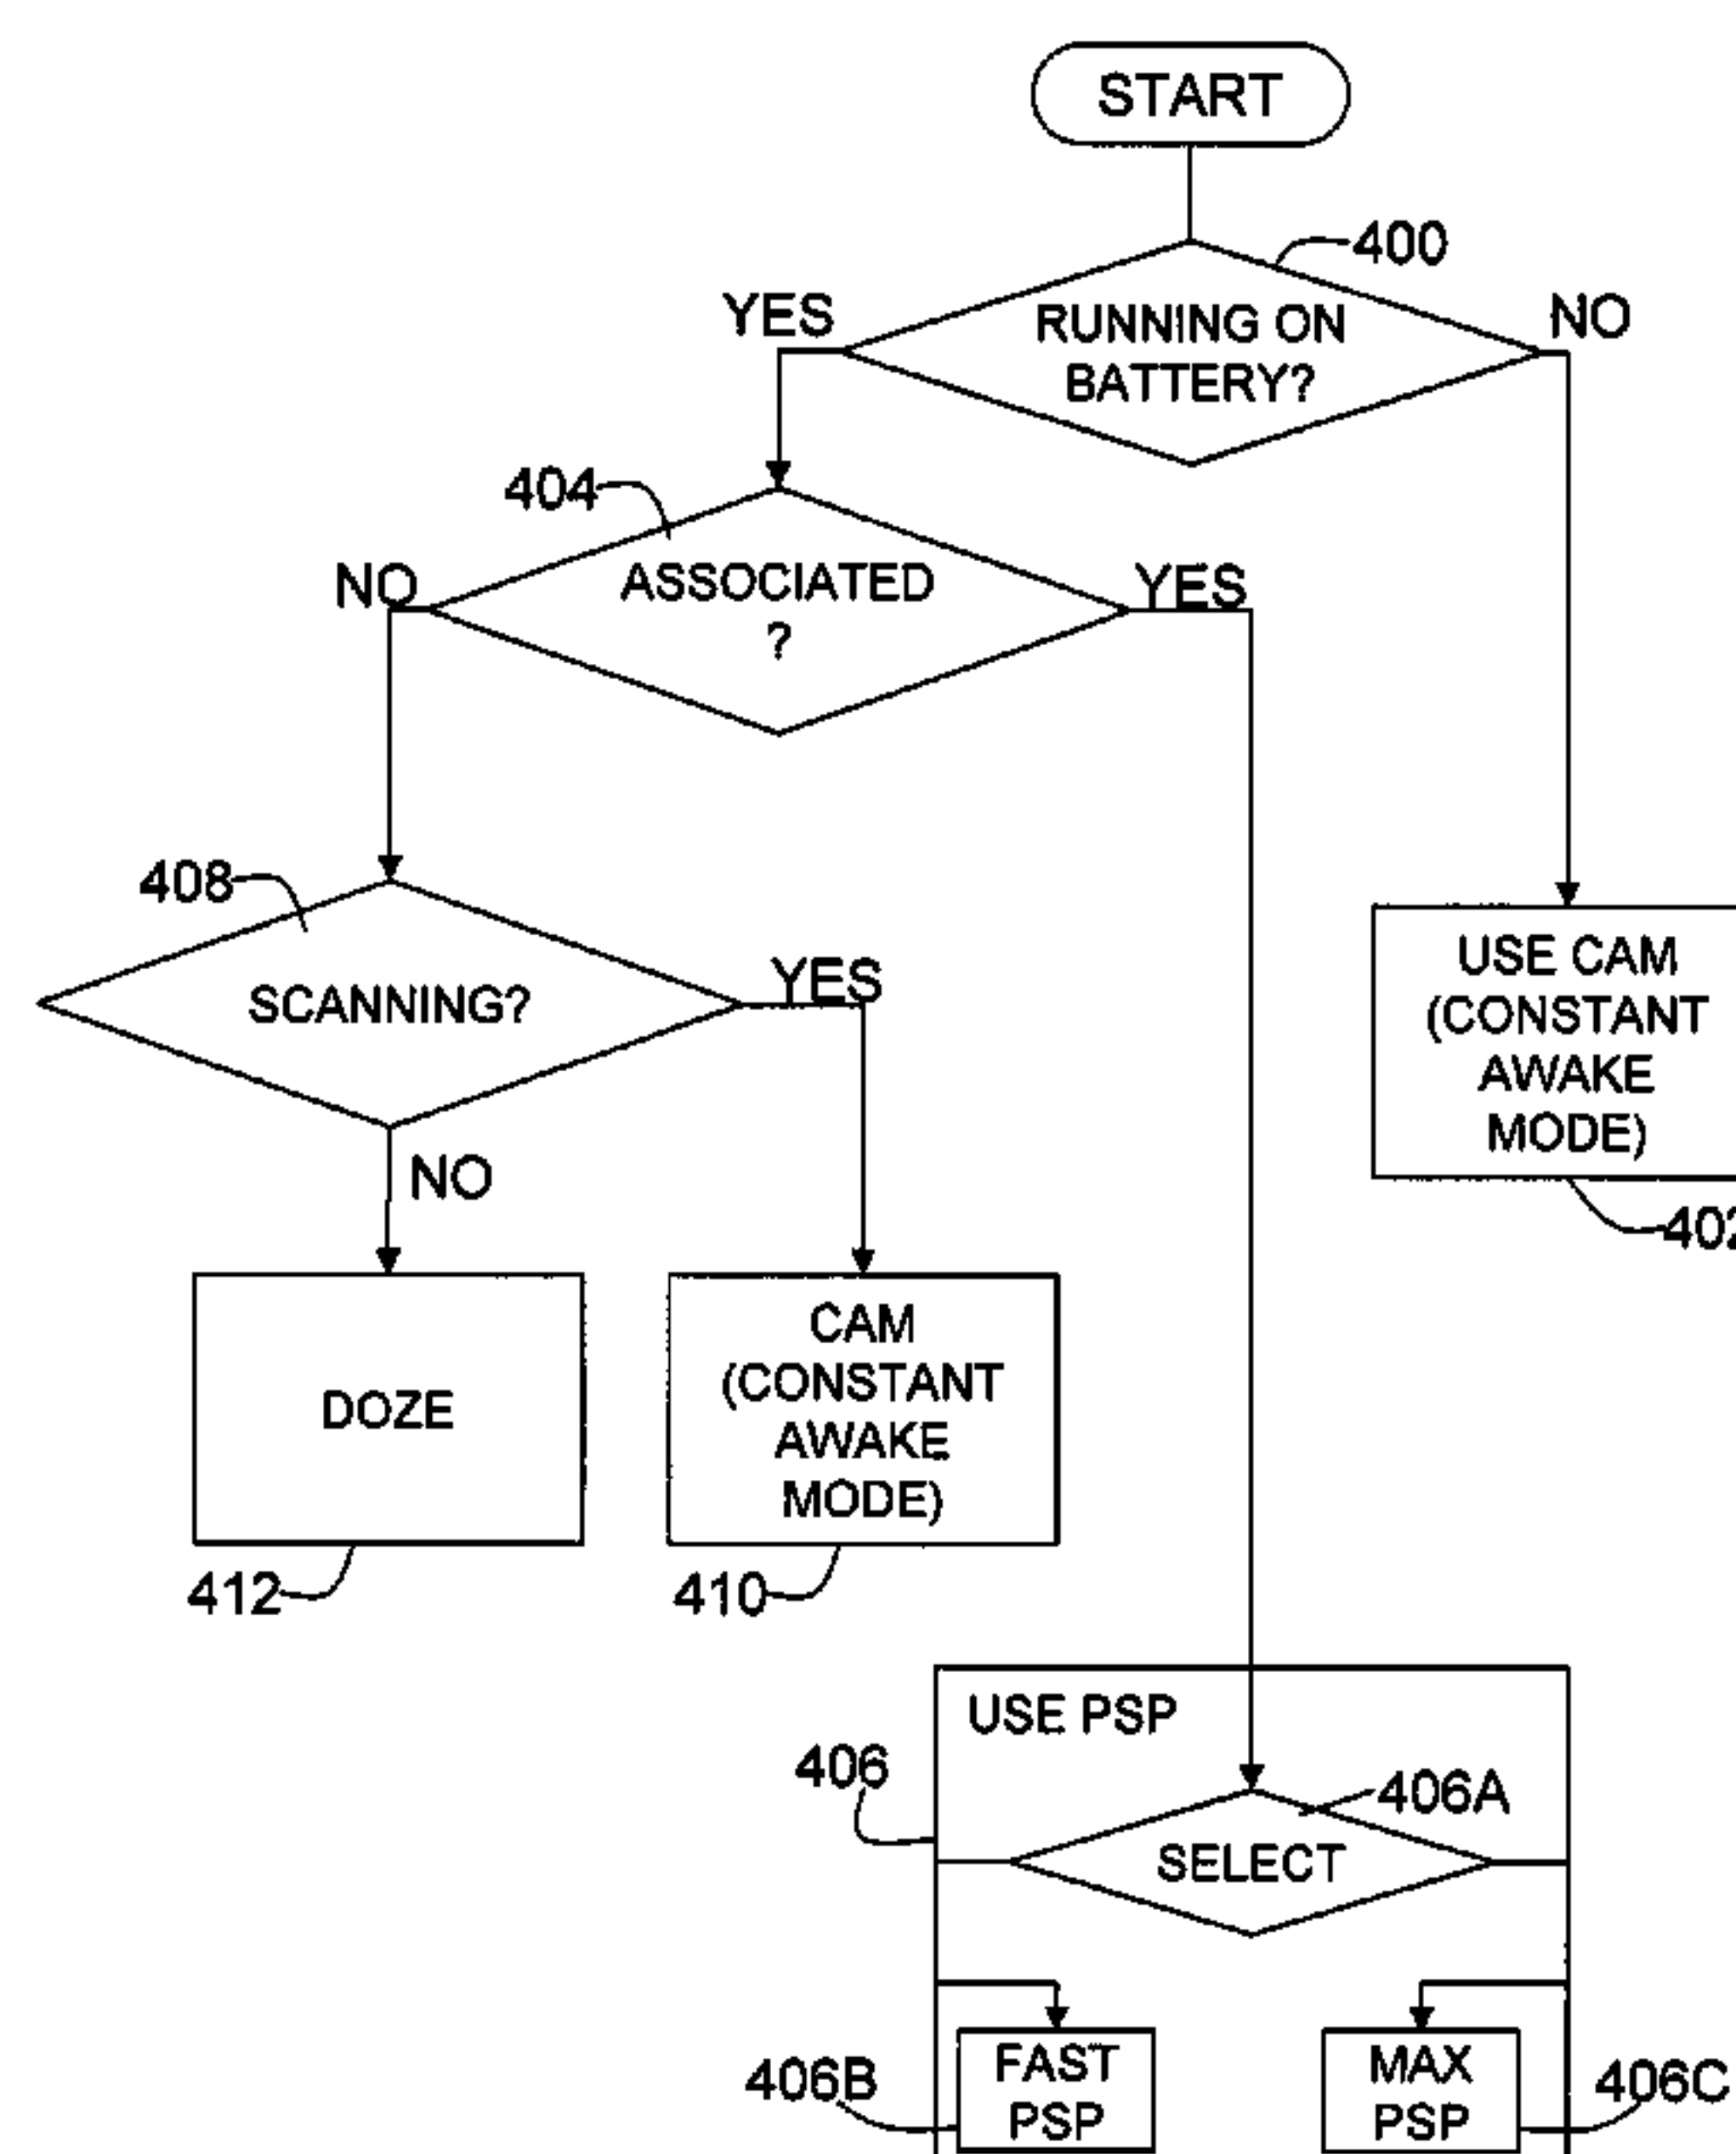 START
400
YES
RUNNING ON
BATTERY?
NO
404
NO
ASSOCIATED
?
YES
408
SCANNING?
YES
NO
USE CAM
(CONSTANT
AWAKE
MODE)
402
DOZE
412
CAM
(CONSTANT
AWAKE
MODE)
410
USE PSP
406
406A
SELECT
406B
FAST
PSP
MAX
PSP
406C